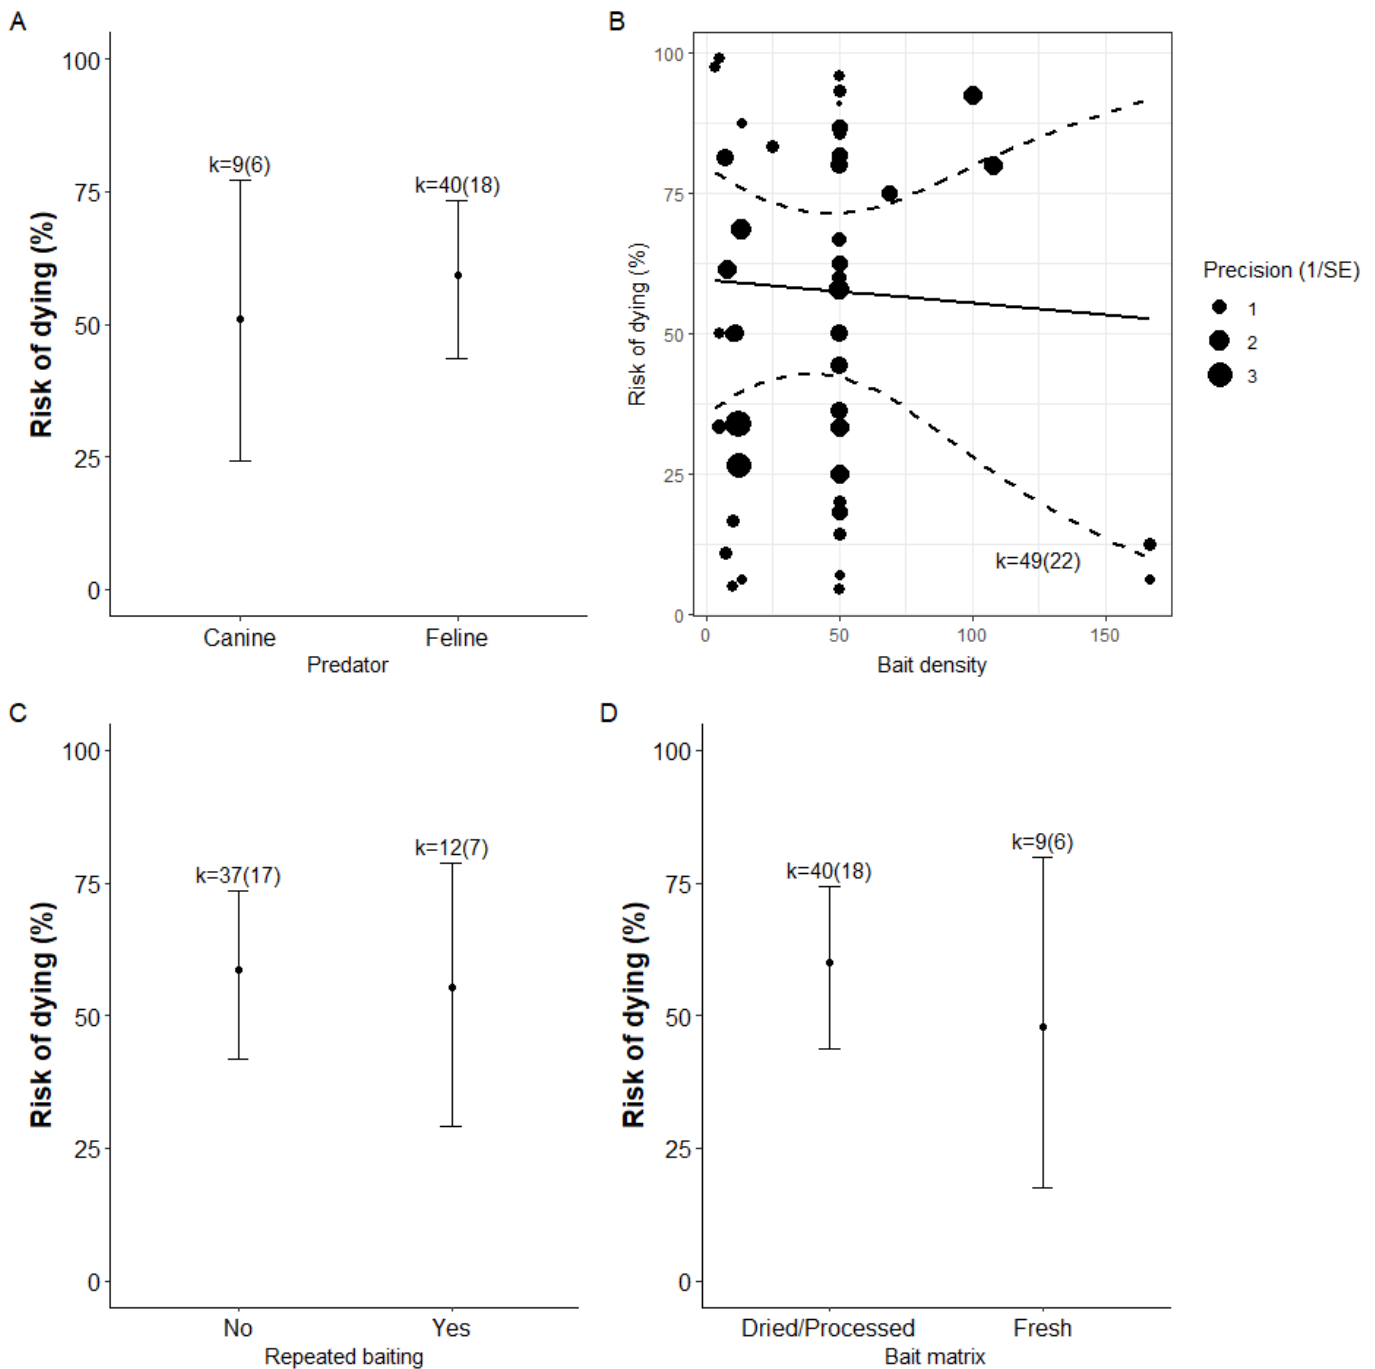 A
Risk of dying (%)
100
75
50
25
0
k=9(6)
k=40(18)
Canine
Feline
Predator
B
Risk of dying (%)
100
75
50
25
0
k=49(22)
0
50
100
150
Bait density
Precision (1/SE)
1
2
3
C
Risk of dying (%)
100
75
50
25
0
k=37(17)
k=12(7)
No
Yes
Repeated baiting
D
Risk of dying (%)
100
75
50
25
0
k=40(18)
k=9(6)
Dried/Processed
Fresh
Bait matrix